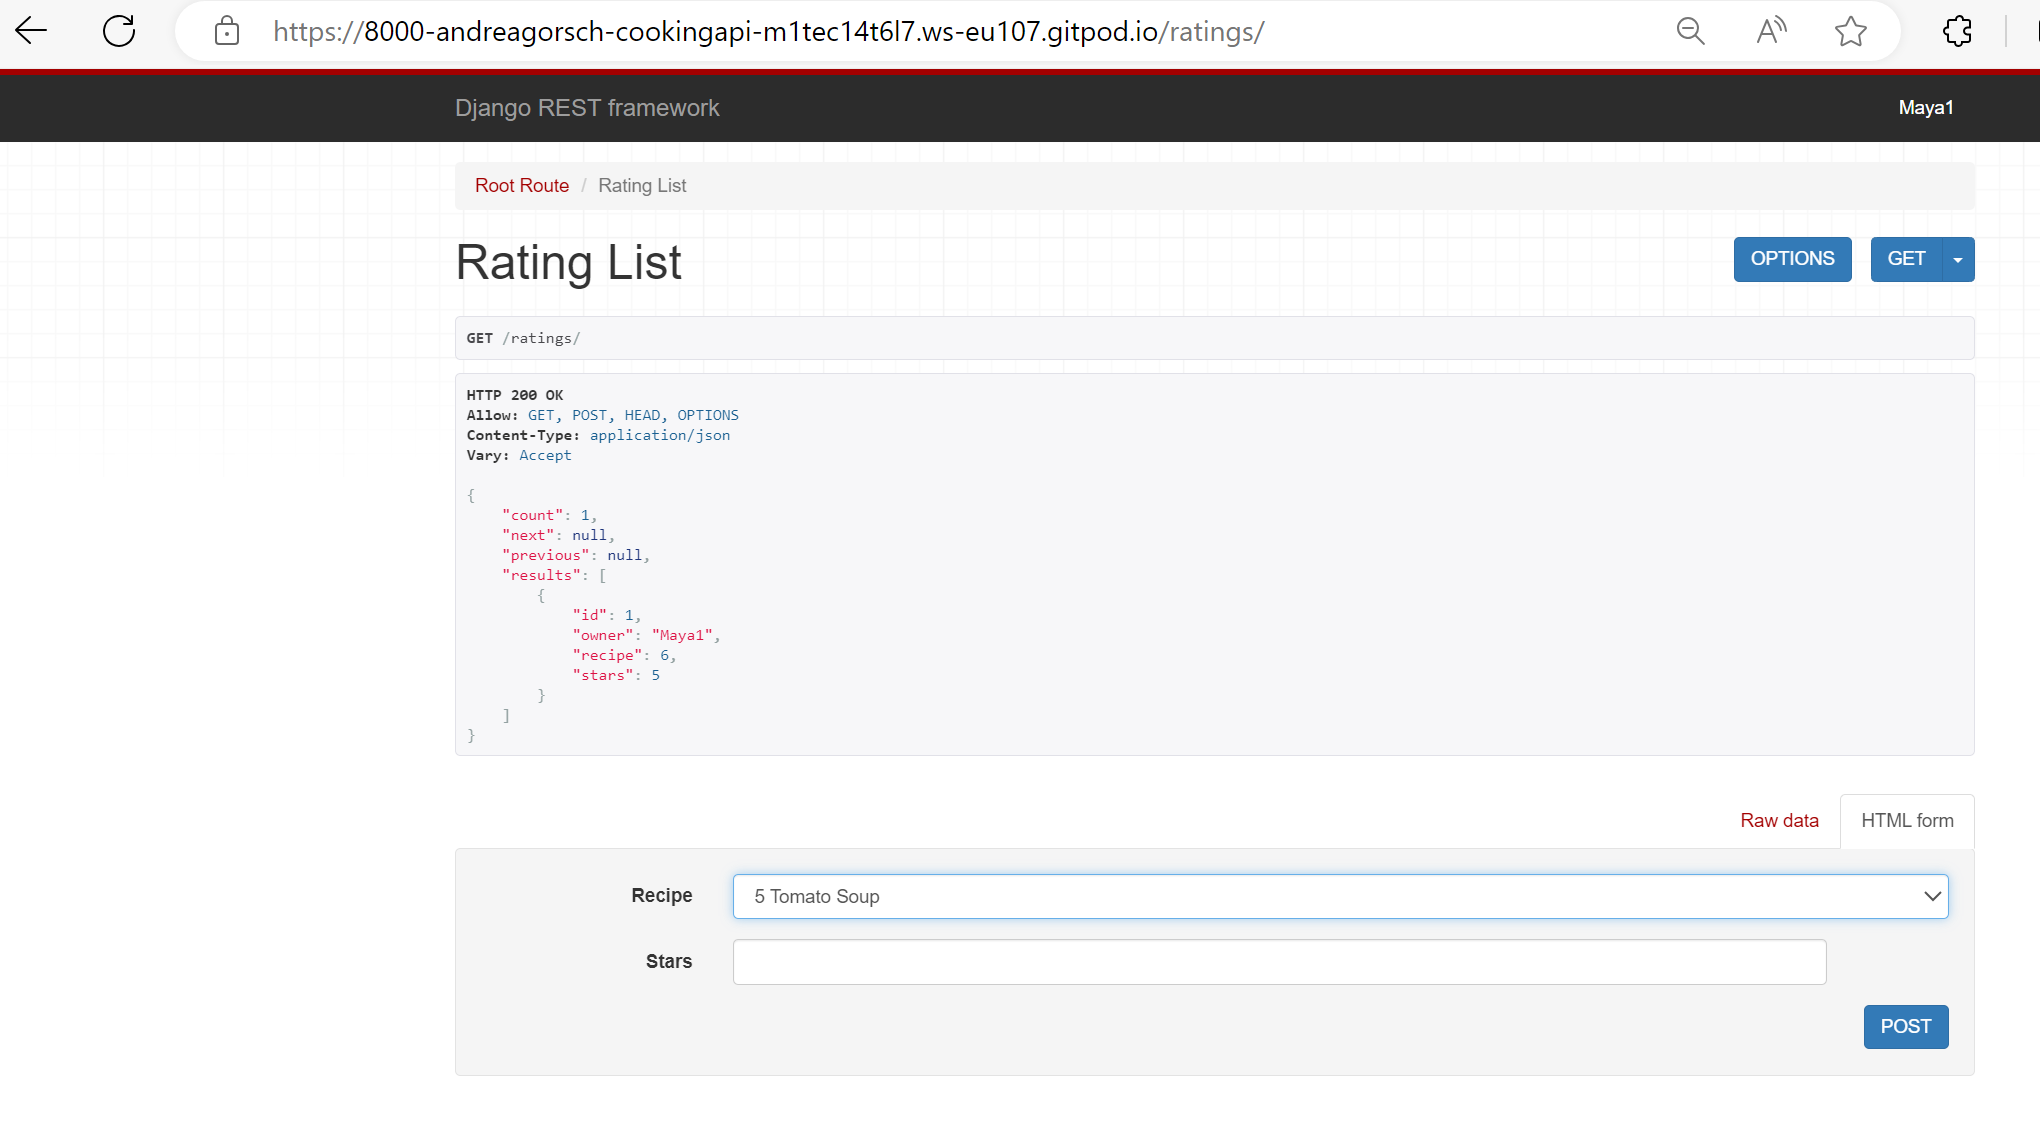 https://8000-andreagorsch-cookingapi-m1tec14t6l7.ws-eu107.gitpod.io/ratings/
Django REST framework
Maya1
Root Route / Rating List
Rating List
OPTIONS
GET
GET /ratings/
HTTP 200 OK
Allow: GET, POST, HEAD, OPTIONS
Content-Type: application/json
Vary: Accept
{
    "count": 1,
    "next": null,
    "previous": null,
    "results": [
        {
            "id": 1,
            "owner": "Maya1",
            "recipe": 6,
            "stars": 5
        }
    ]
}
Raw data
HTML form
Recipe
5 Tomato Soup
Stars
POST